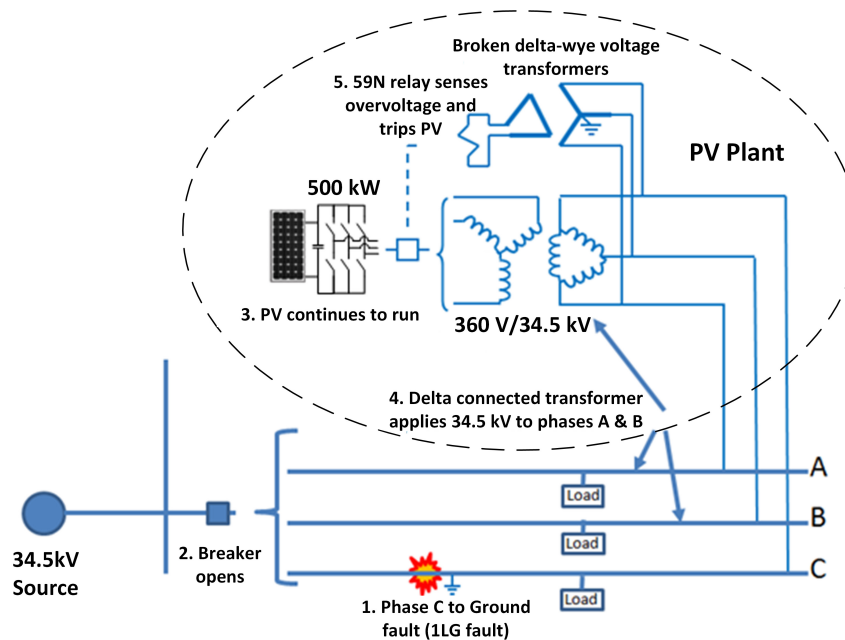 Broken delta-wye voltage
transformers
5. 59N relay senses
overvoltage and
trips PV
PV Plant
500 kW
3. PV continues to run
360 V/34.5 kV
4. Delta connected transformer
applies 34.5 kV to phases A & B
A
Load
B
Load
C
Load
34.5kV
Source
2. Breaker
opens
1. Phase C to Ground
fault (1LG fault)